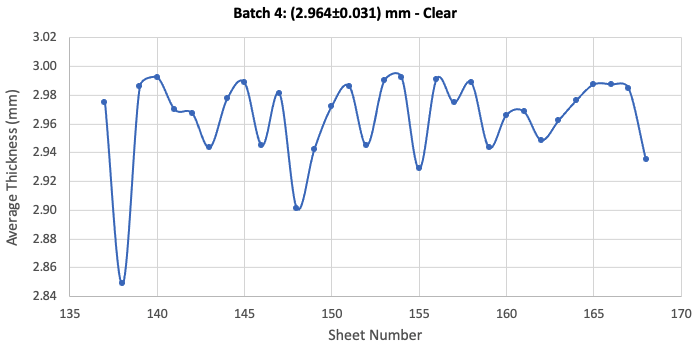 Batch 4: (2.964±0.031) mm - Clear
3.02
3.00
2.98
2.96
2.94
2.92
2.90
2.88
2.86
2.84
Average Thickness (mm)
135 140 145 150 155 160 165 170
Sheet Number